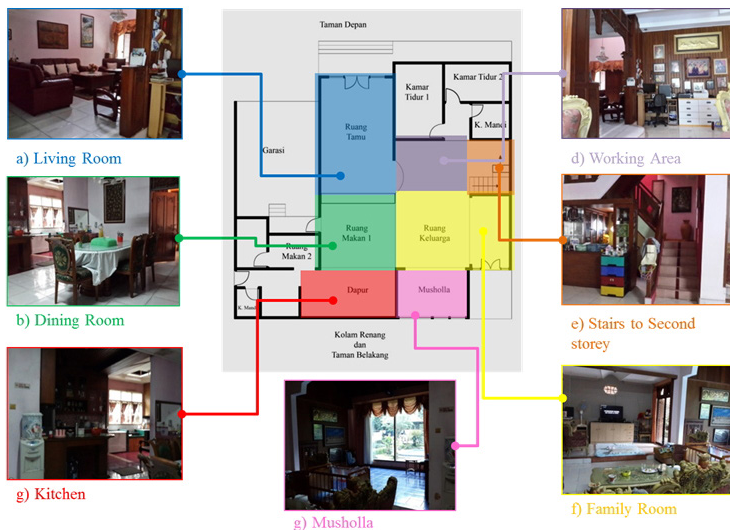 Taman Depan
Kamar Tidur 2
Kamar
Tidur 1
K. Mandi
Ruang
Tamu
Garasi
a) Living Room
d) Working Area
Ruang
Makan 1
Ruang
Keluarga
Ruang
Makan 2
Dapur
Musholla
K. Mandi
b) Dining Room
e) Stairs to Second
storey
Kolam Renang
dan
Taman Belakang
g) Kitchen
g) Musholla
f) Family Room